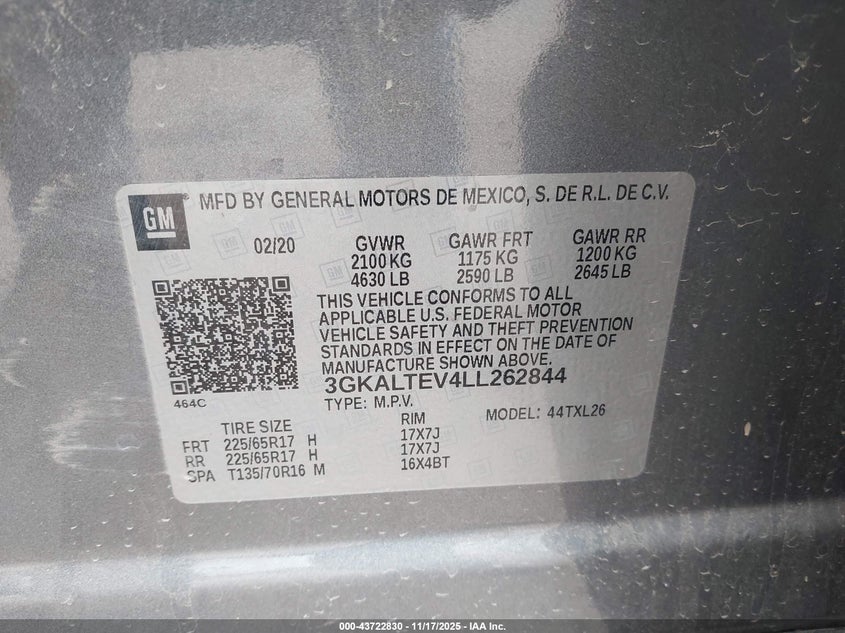 GM
MFD BY GENERAL MOTORS DE MEXICO, S. DE R.L. DE C.V.
02/20 GVWR GAWR FRT GAWR RR
2100 KG 1175 KG 1200 KG
4630 LB 2590 LB 2645 LB
THIS VEHICLE CONFORMS TO ALL
APPLICABLE U.S. FEDERAL MOTOR
VEHICLE SAFETY AND THEFT PREVENTION
STANDARDS IN EFFECT ON THE DATE OF
MANUFACTURE SHOWN ABOVE.
3GKALTEV4LL262844
464C
TYPE: M.P.V. MODEL: 44TXL26
TIRE SIZE RIM
FRT 225/65R17 H 17X7J
RR 225/65R17 H 17X7J
SPA T135/70R16 M 16X4BT
000-43722830 - 11/17/2025 - IAA Inc.